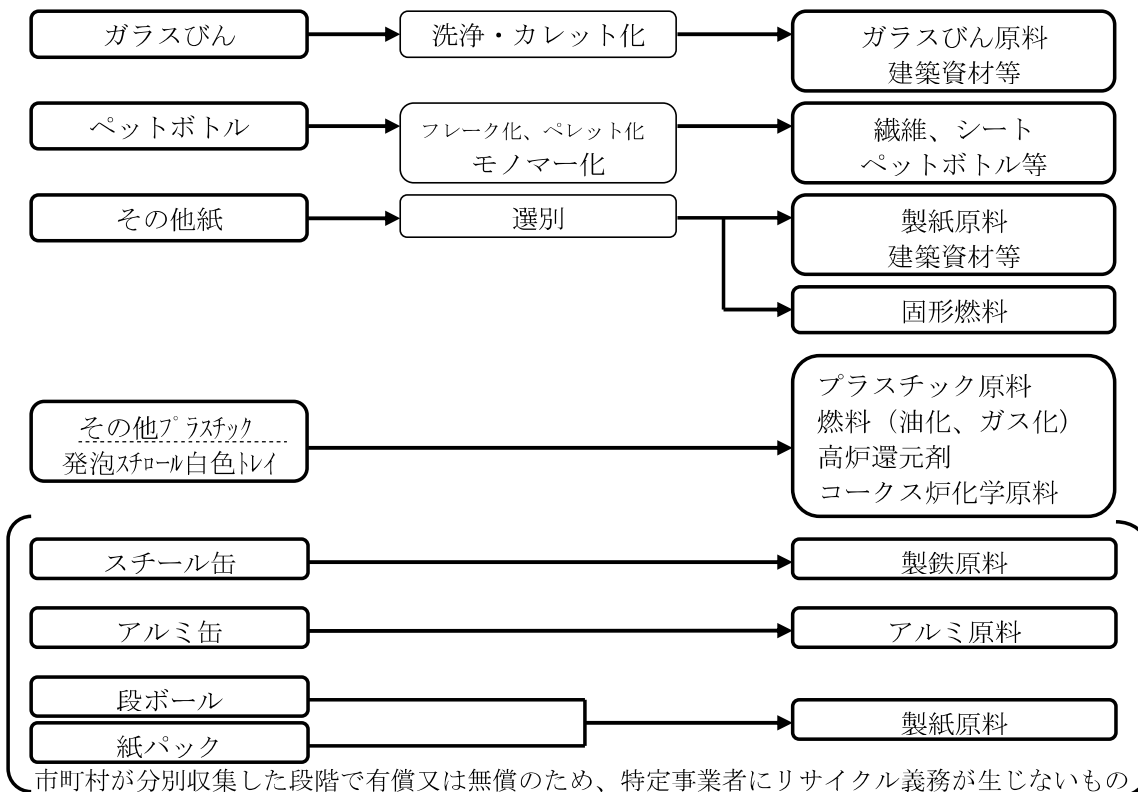 ガラスびん
洗浄・カレット化
ガラスびん原料
建築資材等
ペットボトル
フレーク化、ペレット化
モノマー化
繊維、シート
ペットボトル等
その他紙
選別
製紙原料
建築資材等
固形燃料
その他プラスチック
発泡スチロール白色トレイ
プラスチック原料
燃料（油化、ガス化）
高炉還元剤
コークス炉化学原料
スチール缶
製鉄原料
アルミ缶
アルミ原料
段ボール
紙パック
製紙原料
市町村が分別収集した段階で有償又は無償のため、特定事業者にリサイクル義務が生じないもの